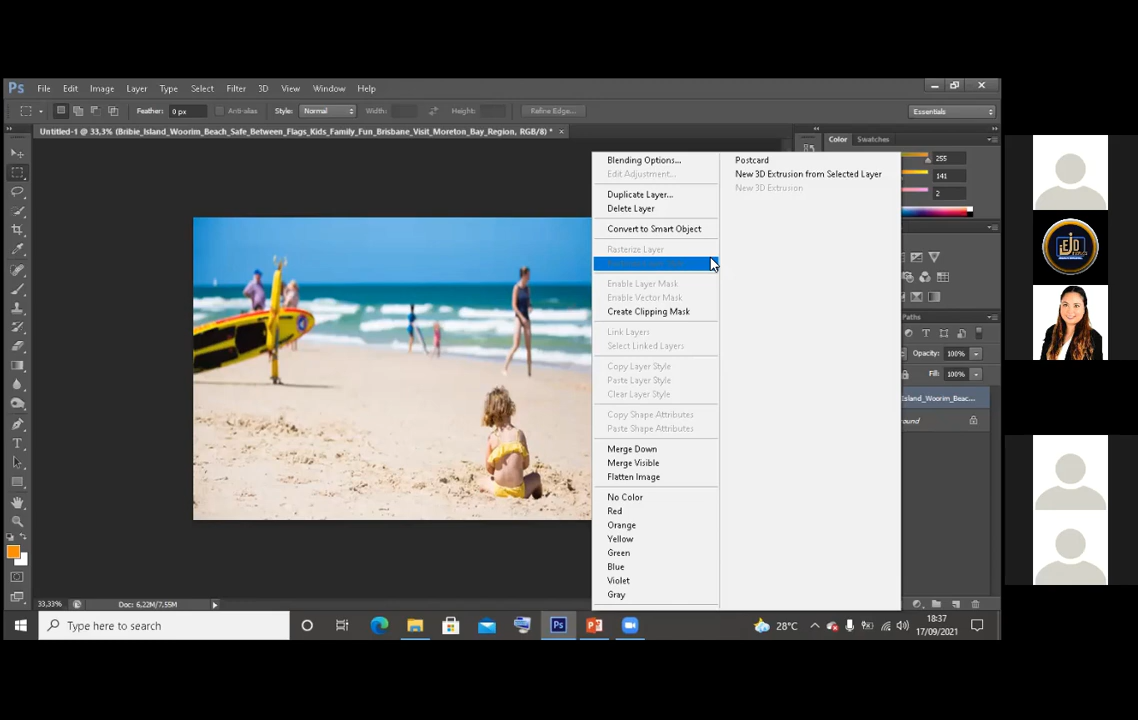 Ps File Edit Image Layer Type Select Filter 3D View Window Help
Feather: 0 px Anti-alias Style: Normal Width: Height: Refine Edge... Essentials
Untitled-1 @ 33,3% (Bribie_Island_Woorim_Beach_Safe_Between_Flags_Kids_Family_Fun_Brisbane_Visit_Moreton_Bay_Region, RGB/8) *
Color Swatches
255
141
2
Blending Options...
Edit Adjustment...
Duplicate Layer...
Delete Layer
Convert to Smart Object
Rasterize Layer
Enable Layer Mask
Enable Vector Mask
Create Clipping Mask
Link Layers
Select Linked Layers
Copy Layer Style
Paste Layer Style
Clear Layer Style
Copy Shape Attributes
Paste Shape Attributes
Merge Down
Merge Visible
Flatten Image
No Color
Red
Orange
Yellow
Green
Blue
Violet
Gray
Postcard
New 3D Extrusion from Selected Layer
New 3D Extrusion
Paths
Opacity: 100%
Fill: 100%
Island_Woorim_Beac...
ound
33,33% Doc: 6,22M/7,55M
Type here to search
Ps
28°C
18:37
17/09/2021